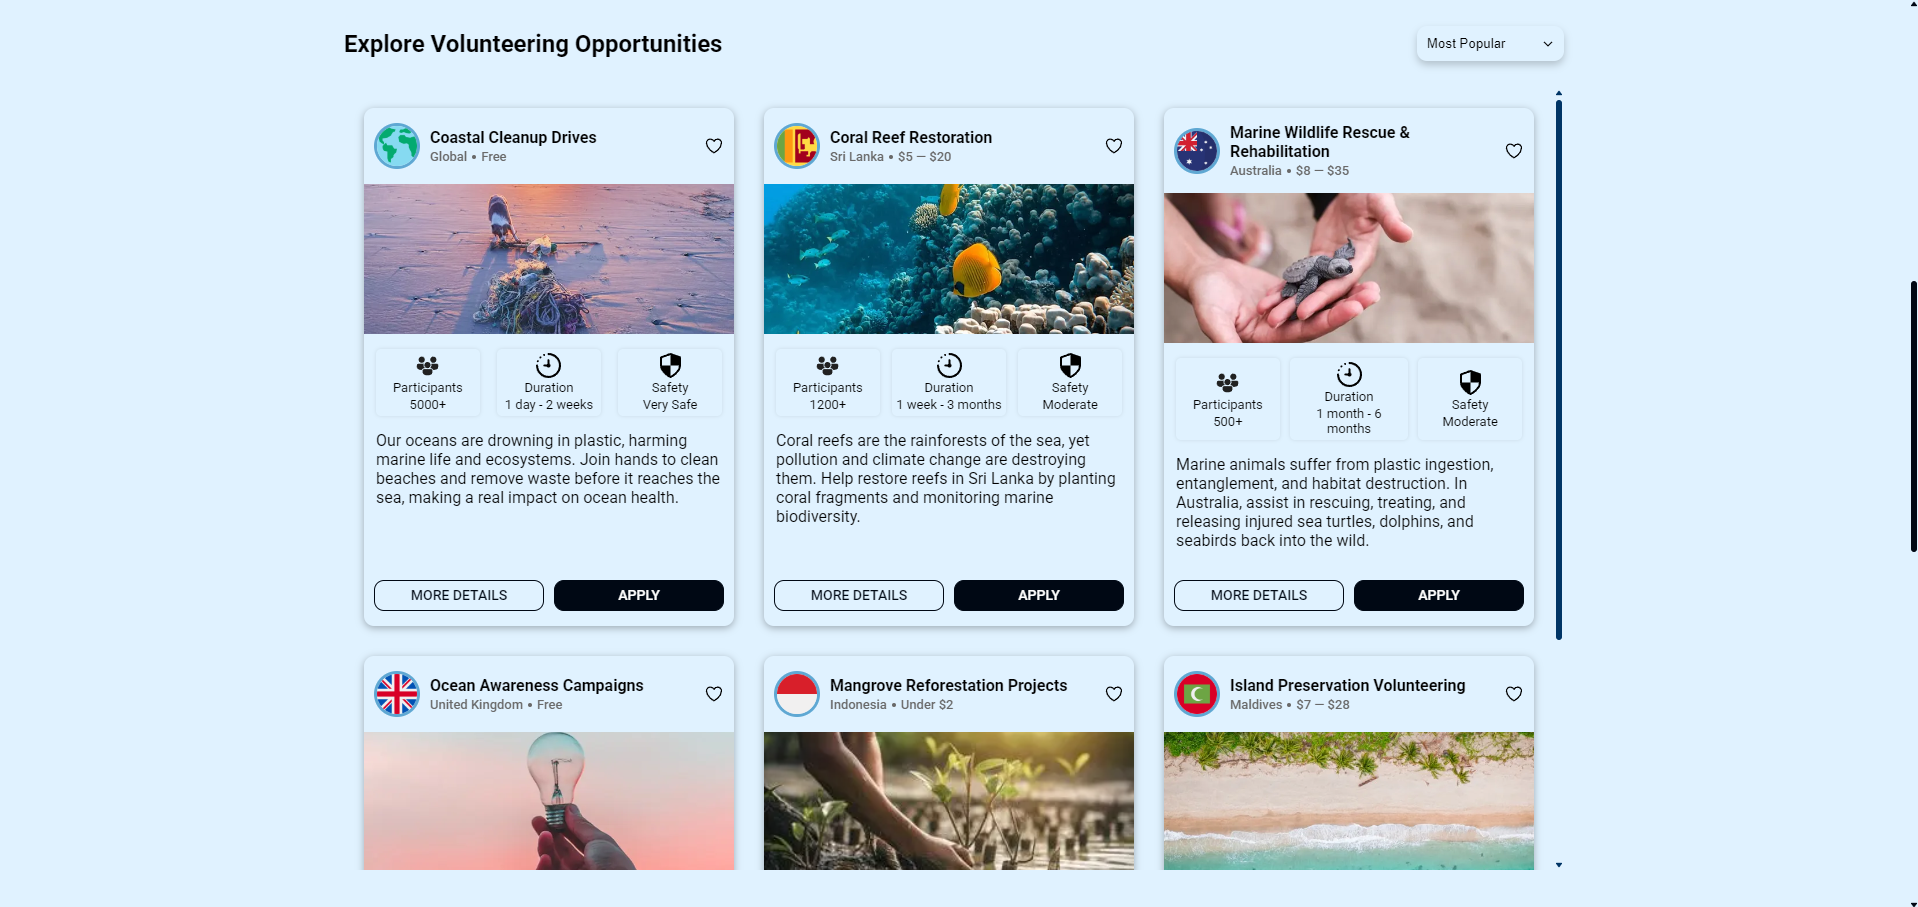 Explore Volunteering Opportunities
Most Popular
Coastal Cleanup Drives
Global • Free
Participants
5000+
Duration
1 day - 2 weeks
Safety
Very Safe
Our oceans are drowning in plastic, harming
marine life and ecosystems. Join hands to clean
beaches and remove waste before it reaches the
sea, making a real impact on ocean health.
MORE DETAILS
APPLY
Coral Reef Restoration
Sri Lanka • $5 — $20
Participants
1200+
Duration
1 week - 3 months
Safety
Moderate
Coral reefs are the rainforests of the sea, yet
pollution and climate change are destroying
them. Help restore reefs in Sri Lanka by planting
coral fragments and monitoring marine
biodiversity.
MORE DETAILS
APPLY
Marine Wildlife Rescue &
Rehabilitation
Australia • $8 — $35
Participants
500+
Duration
1 month - 6
months
Safety
Moderate
Marine animals suffer from plastic ingestion,
entanglement, and habitat destruction. In
Australia, assist in rescuing, treating, and
releasing injured sea turtles, dolphins, and
seabirds back into the wild.
MORE DETAILS
APPLY
Ocean Awareness Campaigns
United Kingdom • Free
Mangrove Reforestation Projects
Indonesia • Under $2
Island Preservation Volunteering
Maldives • $7 — $28